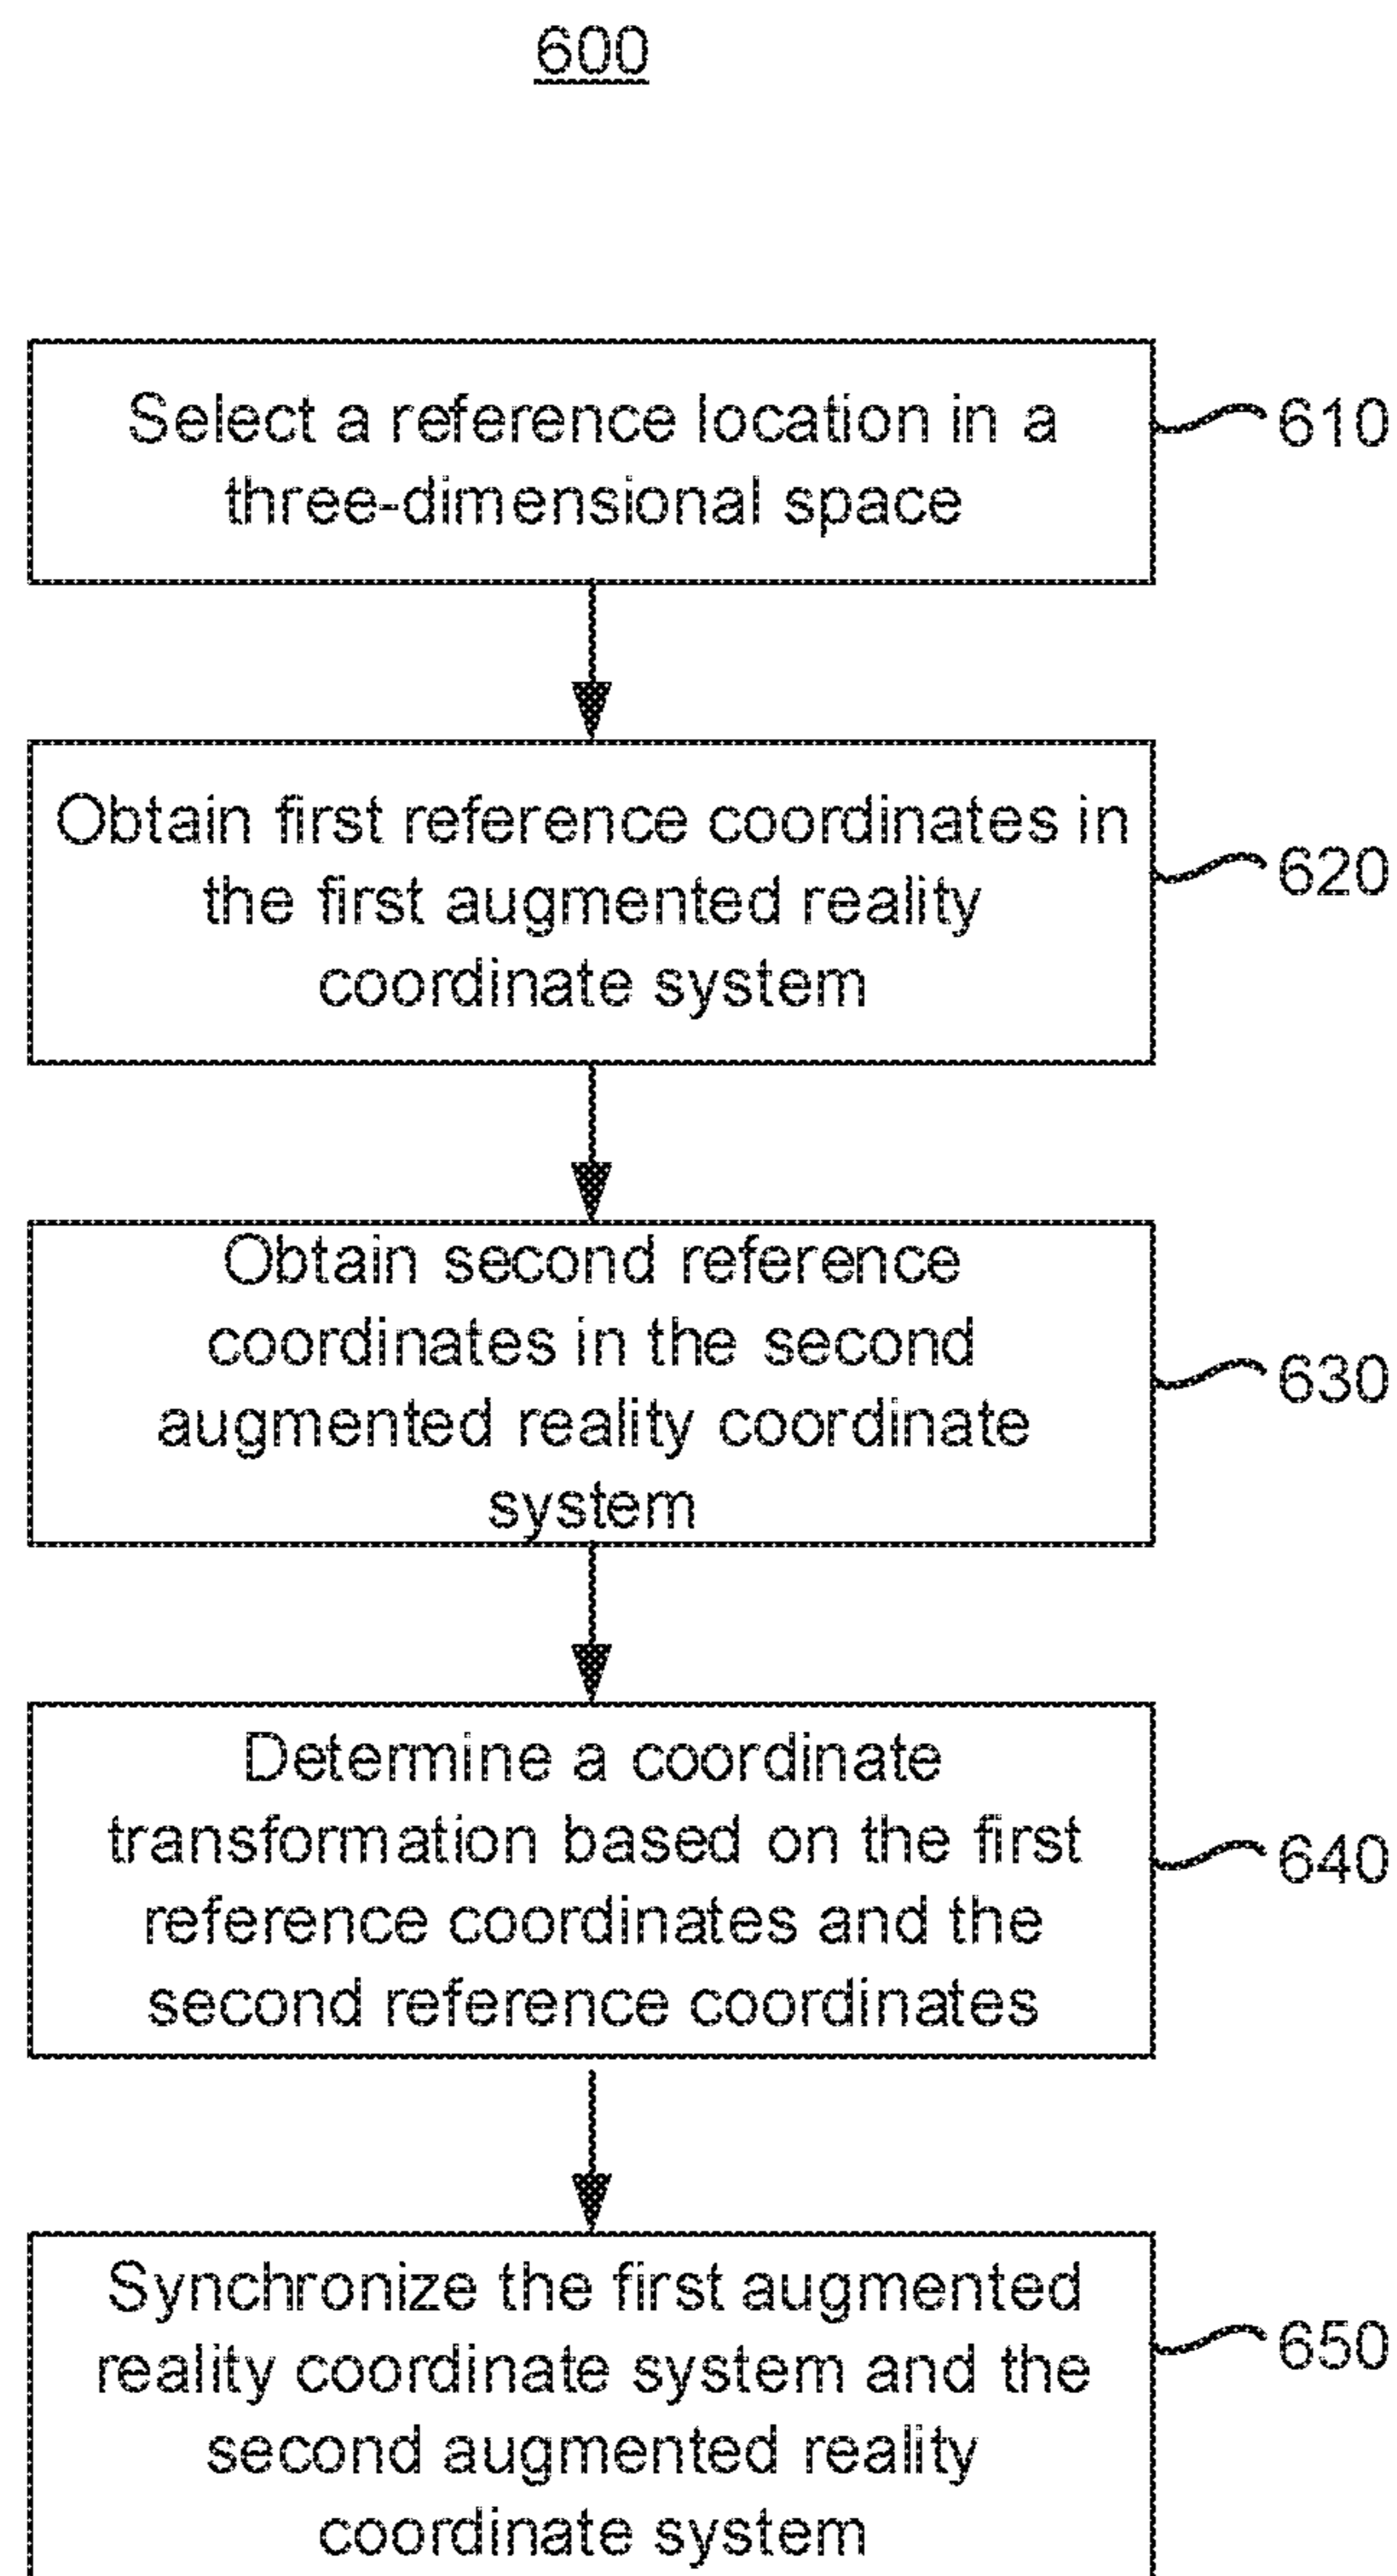 600
Select a reference location in a
three-dimensional space
610
Obtain first reference coordinates in
the first augmented reality
coordinate system
620
Obtain second reference
coordinates in the second
augmented reality coordinate
system
630
Determine a coordinate
transformation based on the first
reference coordinates and the
second reference coordinates
640
Synchronize the first augmented
reality coordinate system and the
second augmented reality
coordinate system
650